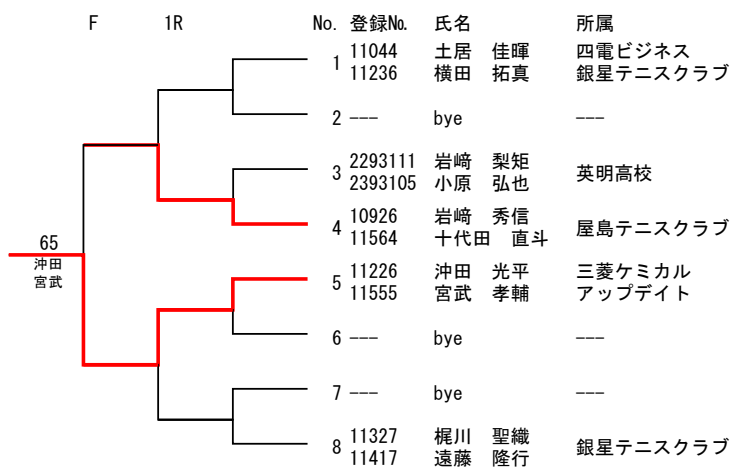 F 1R No. 登録No. 氏名 所属
1 11044 土居 佳暉 四電ビジネス
11236 横田 拓真 銀星テニスクラブ
2 --- bye ---
3 2293111 岩﨑 梨矩 英明高校
2393105 小原 弘也
4 10926 岩﨑 秀信 屋島テニスクラブ
11564 十代田 直斗
65
沖田
宮武
5 11226 沖田 光平 三菱ケミカル
11555 宮武 孝輔 アップデイト
6 --- bye
7 --- bye ---
8 11327 梶川 聖織 銀星テニスクラブ
11417 遠藤 隆行